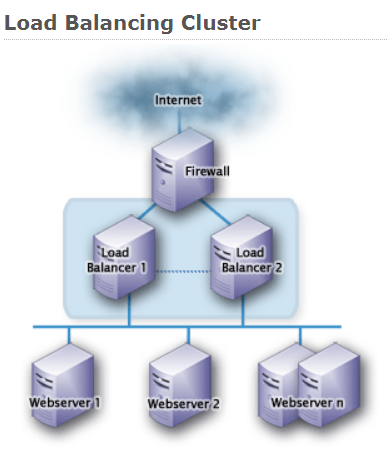 Load Balancing Cluster
Internet
Firewall
Load
Balancer 1
Load
Balancer 2
Webserver 1
Webserver 2
Webserver n